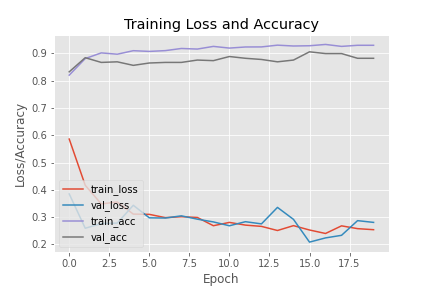 Training Loss and Accuracy
Loss/Accuracy
0.9
0.8
0.7
0.6
0.5
0.4
0.3
0.2
train_loss
val_loss
train_acc
val_acc
0.0 2.5 5.0 7.5 10.0 12.5 15.0 17.5
Epoch